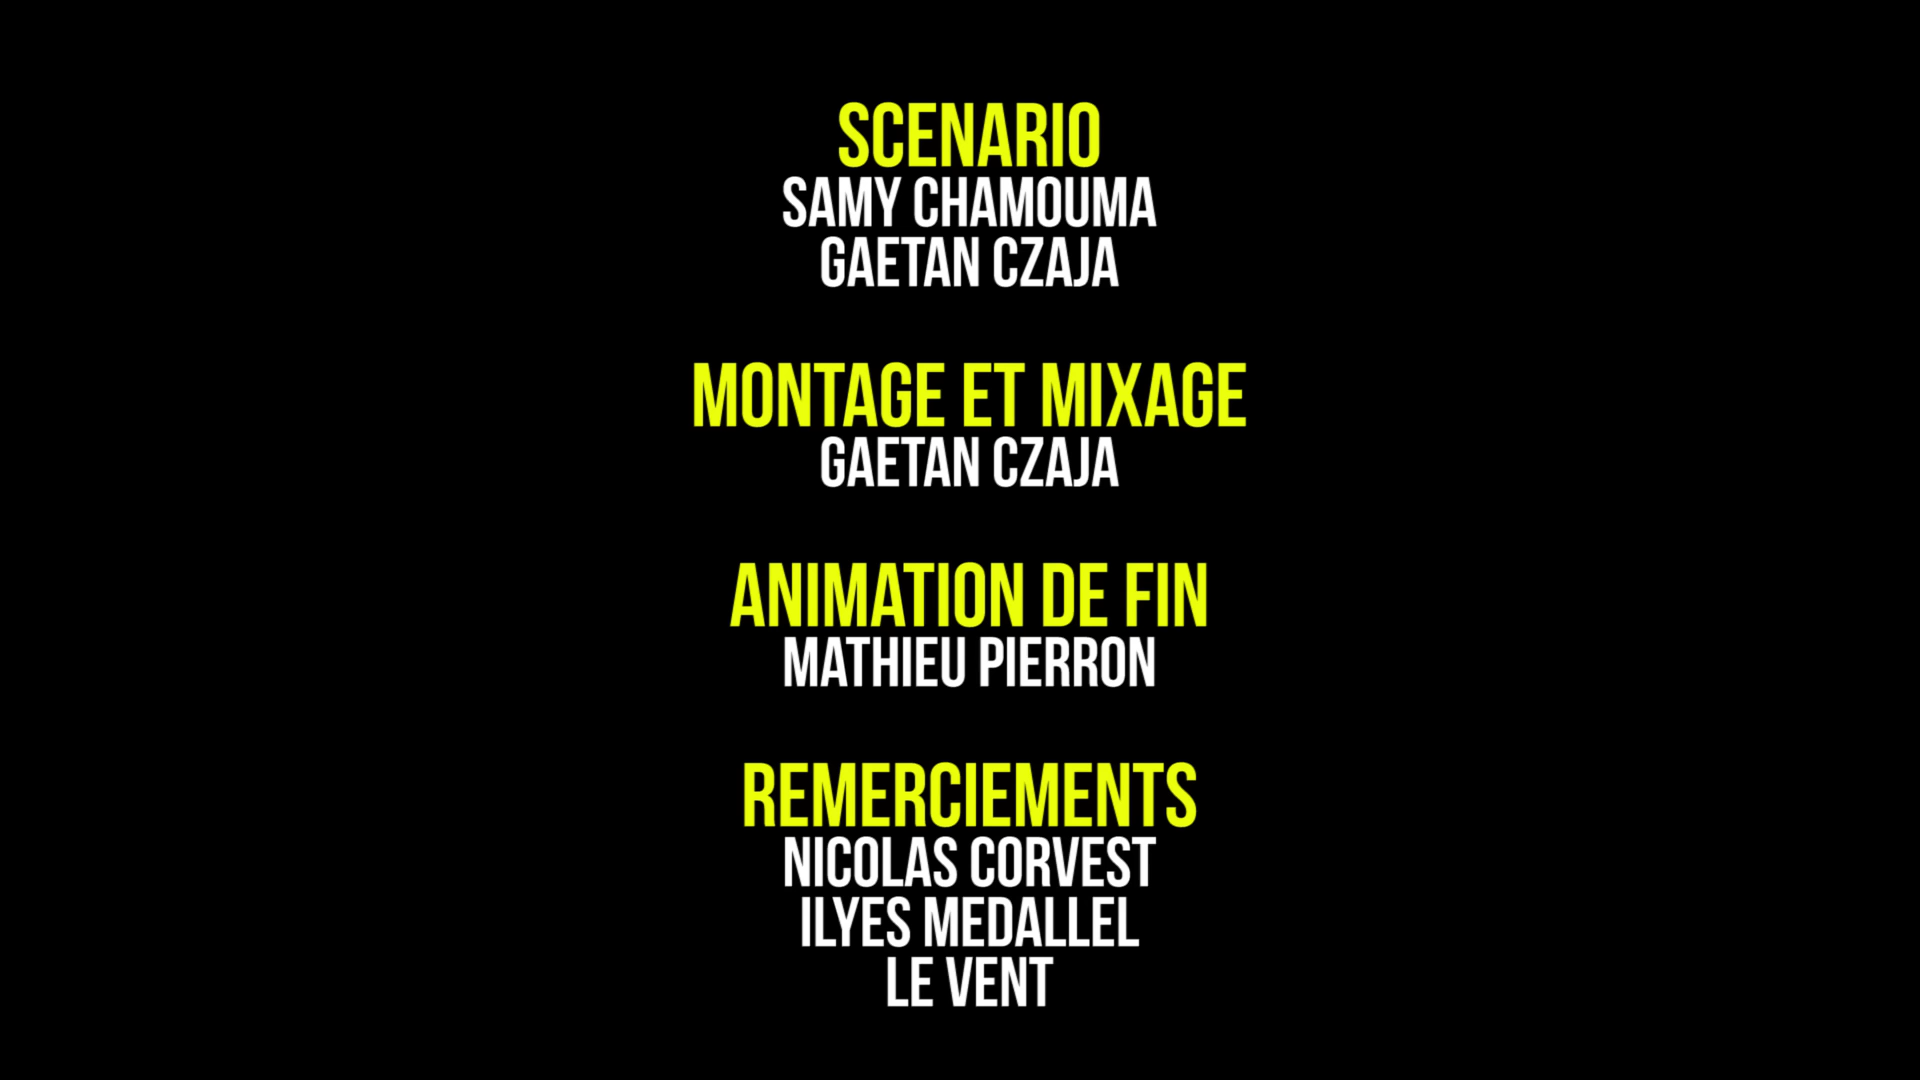 SCENARIO
SAMY CHAMOUMA
GAETAN CZAJA
MONTAGE ET MIXAGE
GAETAN CZAJA
ANIMATION DE FIN
MATHIEU PIERRON
REMERCIEMENTS
NICOLAS CORVEST
ILYES MEDALLEL
LE VENT